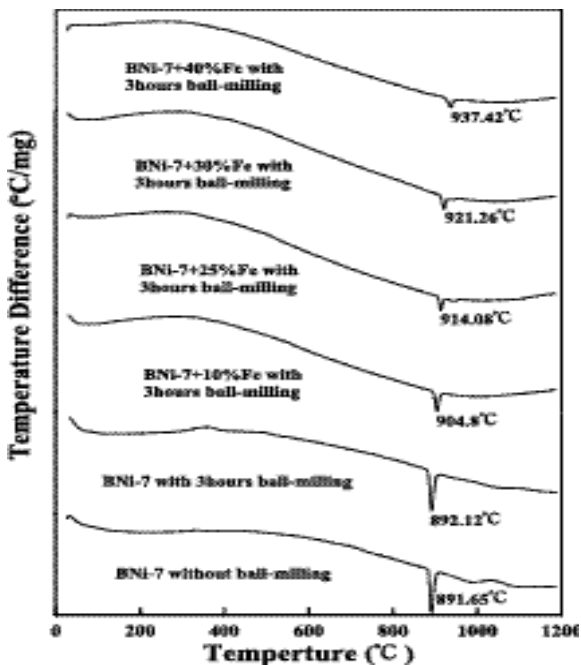 BNi-7+40%Fe with
3hours ball-milling
937.42℃
BNi-7+30%Fe with
3hours ball-milling
921.26℃
BNi-7+25%Fe with
3hours ball-milling
914.08℃
BNi-7+10%Fe with
3hours ball-milling
904.8℃
BNi-7 with 3hours ball-milling
892.12℃
BNi-7 without ball-milling
891.65℃
Temperature Difference (℃/mg)
0 200 400 600 800 1000 1200
Temperture (℃)